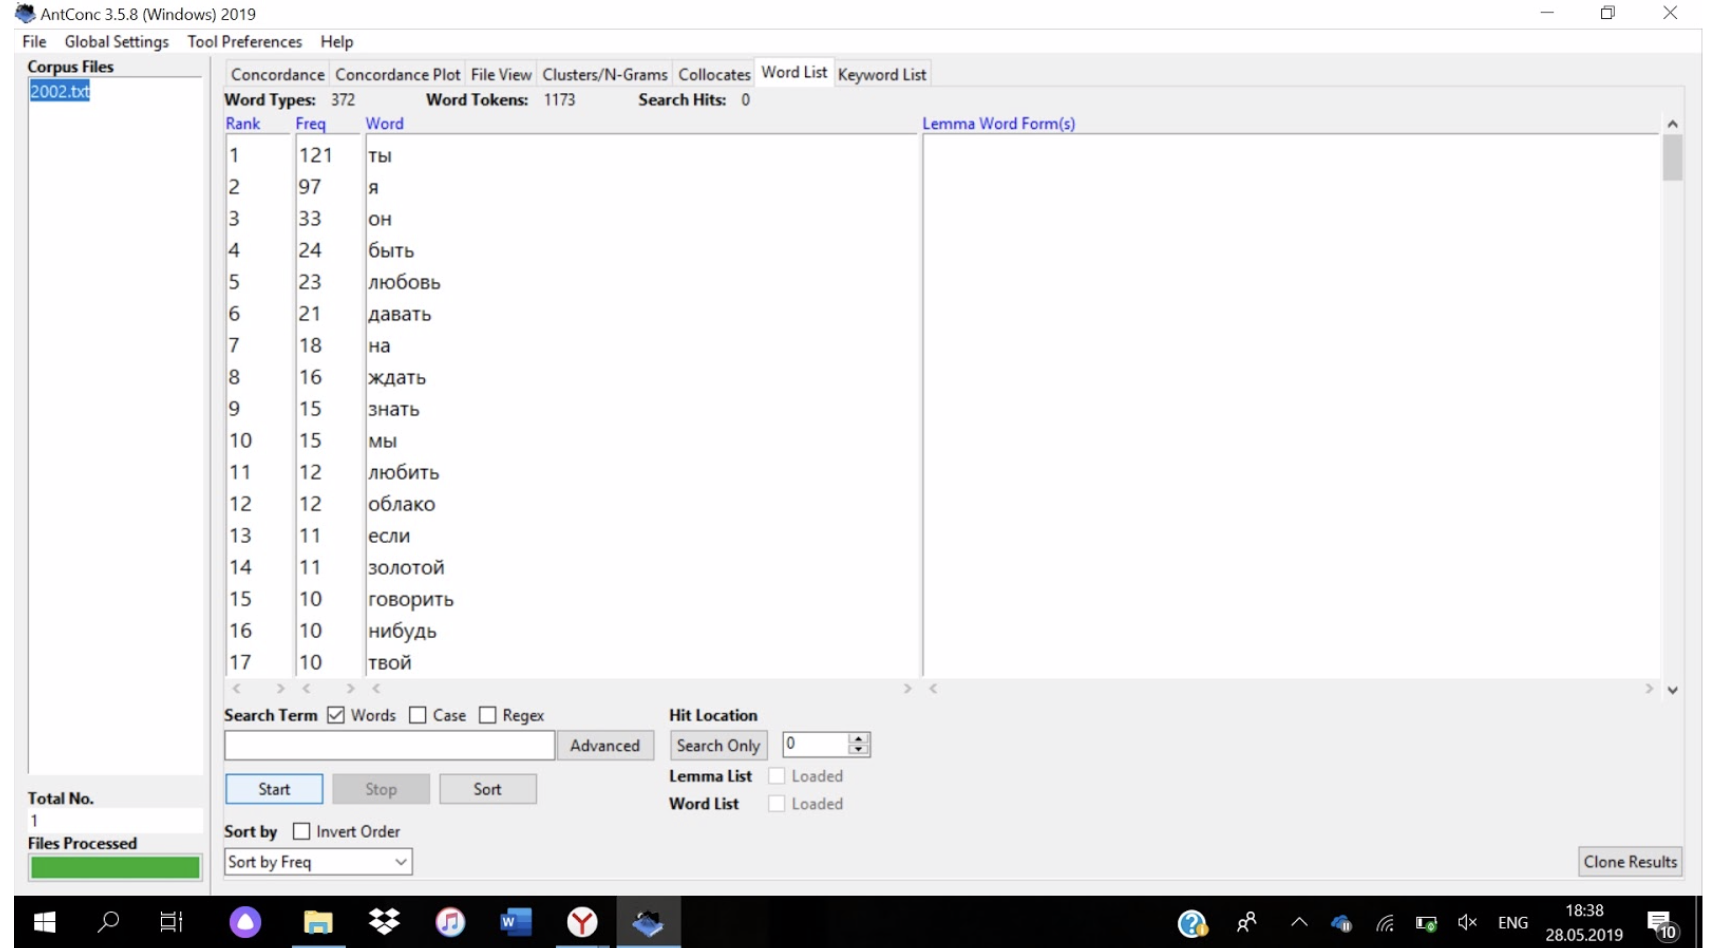 AntConc 3.5.8 (Windows) 2019
File Global Settings Tool Preferences Help
Corpus Files
2002.txt
Concordance Concordance Plot File View Clusters/N-Grams Collocates Word List Keyword List
Word Types: 372 Word Tokens: 1173 Search Hits: 0
Rank Freq Word Lemma Word Form(s)
1 121 ты
2 97 я
3 33 он
4 24 быть
5 23 любовь
6 21 давать
7 18 на
8 16 ждать
9 15 знать
10 15 мы
11 12 любить
12 12 облако
13 11 если
14 11 золотой
15 10 говорить
16 10 нибудь
17 10 твой
Search Term Words Case Regex Hit Location
Advanced Search Only 0
Lemma List Loaded
Start Stop Sort
Word List Loaded
Total No.
1
Sort by Invert Order
Files Processed
Sort by Freq Clone Results
ENG 18:38
28.05.2019 10